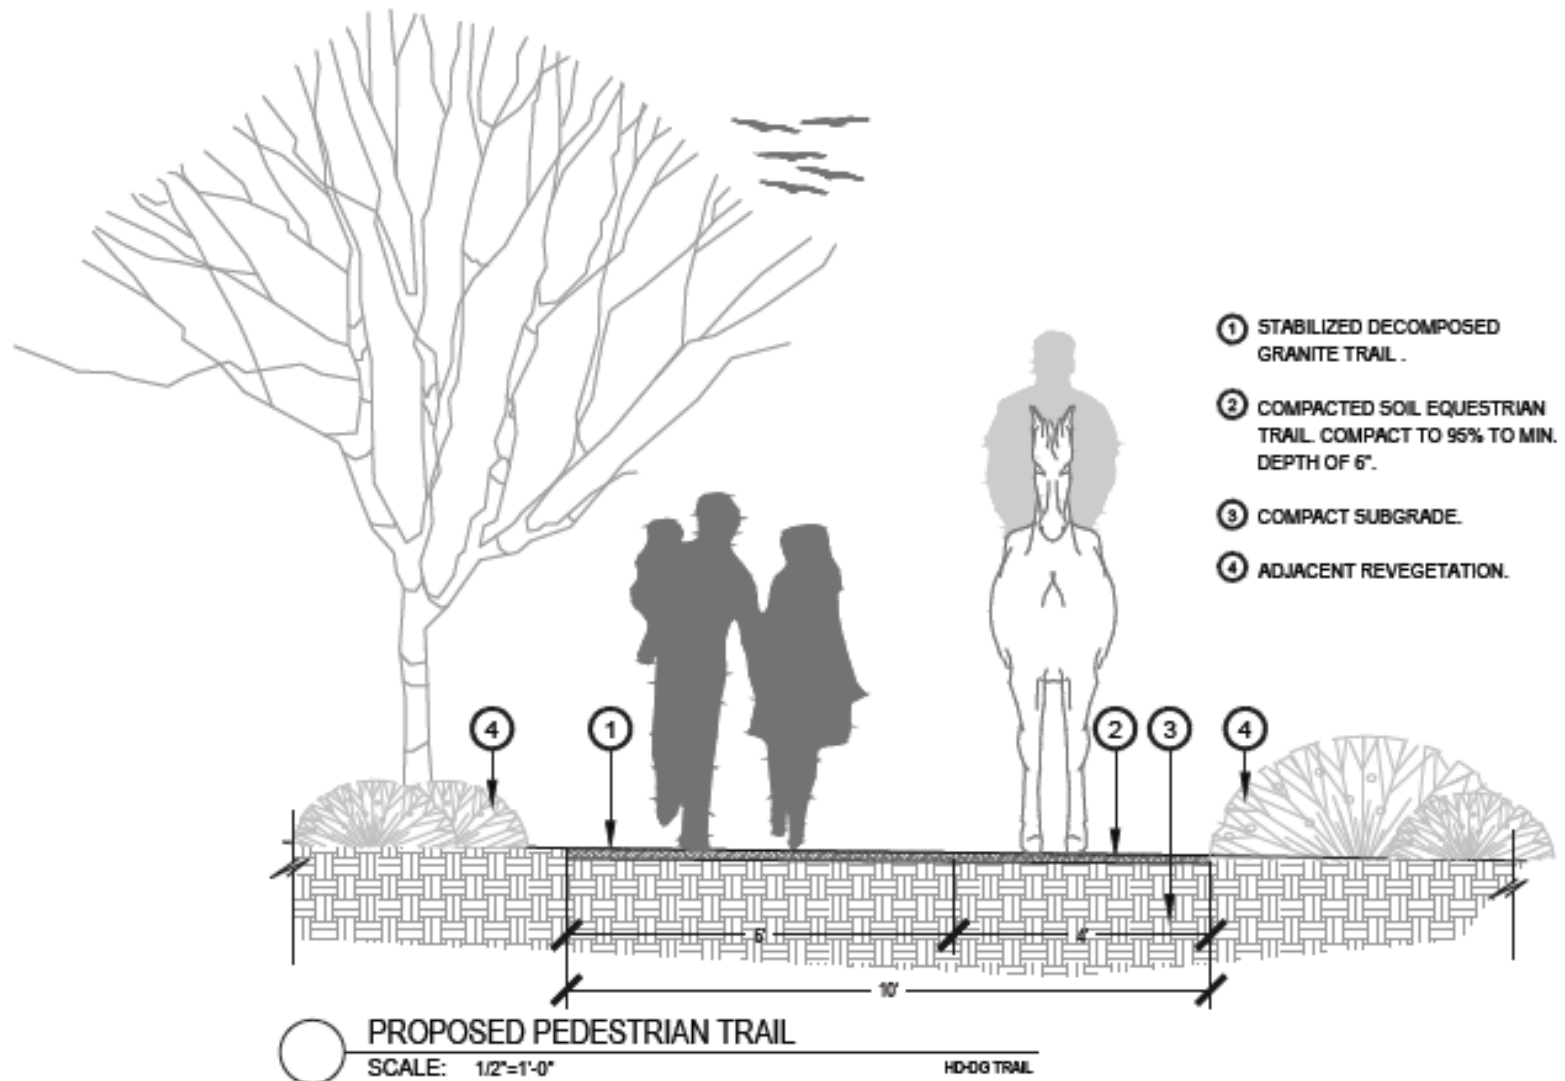 1 STABILIZED DECOMPOSED
GRANITE TRAIL .
2 COMPACTED SOIL EQUESTRIAN
TRAIL. COMPACT TO 95% TO MIN.
DEPTH OF 6".
3 COMPACT SUBGRADE.
4 ADJACENT REVEGETATION.
4 1 2 3 4
6' 4'
10'
PROPOSED PEDESTRIAN TRAIL
SCALE: 1/2"=1'-0" HD-DG TRAIL